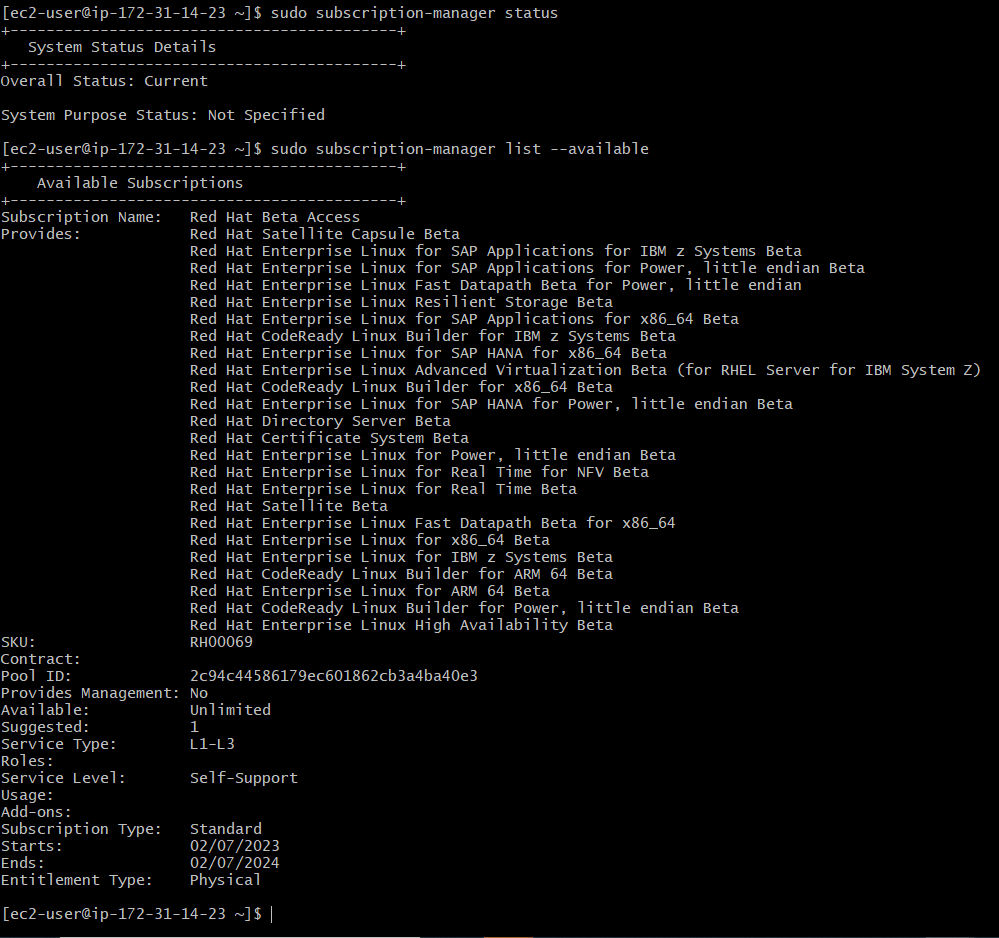 [ec2-user@ip-172-31-14-23 ~]$ sudo subscription-manager status
+-------------------------------------------+
   System Status Details
+-------------------------------------------+
Overall Status: Current

System Purpose Status: Not Specified

[ec2-user@ip-172-31-14-23 ~]$ sudo subscription-manager list --available
+-------------------------------------------+
    Available Subscriptions
+-------------------------------------------+
Subscription Name:   Red Hat Beta Access
Provides:            Red Hat Satellite Capsule Beta
                     Red Hat Enterprise Linux for SAP Applications for IBM z Systems Beta
                     Red Hat Enterprise Linux for SAP Applications for Power, little endian Beta
                     Red Hat Enterprise Linux Fast Datapath Beta for Power, little endian
                     Red Hat Enterprise Linux Resilient Storage Beta
                     Red Hat Enterprise Linux for SAP Applications for x86_64 Beta
                     Red Hat CodeReady Linux Builder for IBM z Systems Beta
                     Red Hat Enterprise Linux for SAP HANA for x86_64 Beta
                     Red Hat Enterprise Linux Advanced Virtualization Beta (for RHEL Server for IBM System Z)
                     Red Hat CodeReady Linux Builder for x86_64 Beta
                     Red Hat Enterprise Linux for SAP HANA for Power, little endian Beta
                     Red Hat Directory Server Beta
                     Red Hat Certificate System Beta
                     Red Hat Enterprise Linux for Power, little endian Beta
                     Red Hat Enterprise Linux for Real Time for NFV Beta
                     Red Hat Enterprise Linux for Real Time Beta
                     Red Hat Satellite Beta
                     Red Hat Enterprise Linux Fast Datapath Beta for x86_64
                     Red Hat Enterprise Linux for x86_64 Beta
                     Red Hat Enterprise Linux for IBM z Systems Beta
                     Red Hat CodeReady Linux Builder for ARM 64 Beta
                     Red Hat Enterprise Linux for ARM 64 Beta
                     Red Hat CodeReady Linux Builder for Power, little endian Beta
                     Red Hat Enterprise Linux High Availability Beta
SKU:                 RH00069
Contract:
Pool ID:             2c94c44586179ec601862cb3a4ba40e3
Provides Management: No
Available:           Unlimited
Suggested:           1
Service Type:        L1-L3
Roles:
Service Level:       Self-Support
Usage:
Add-ons:
Subscription Type:   Standard
Starts:              02/07/2023
Ends:                02/07/2024
Entitlement Type:    Physical

[ec2-user@ip-172-31-14-23 ~]$